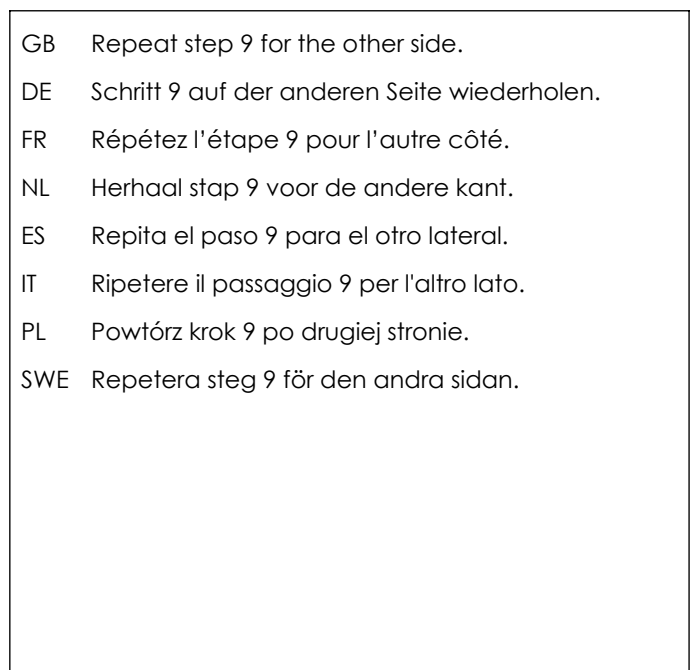 GB Repeat step 9 for the other side.
DE Schritt 9 auf der anderen Seite wiederholen.
FR Répétez l’étape 9 pour l’autre côté.
NL Herhaal stap 9 voor de andere kant.
ES Repita el paso 9 para el otro lateral.
IT Ripetere il passaggio 9 per l'altro lato.
PL Powtórz krok 9 po drugiej stronie.
SWE Repetera steg 9 för den andra sidan.